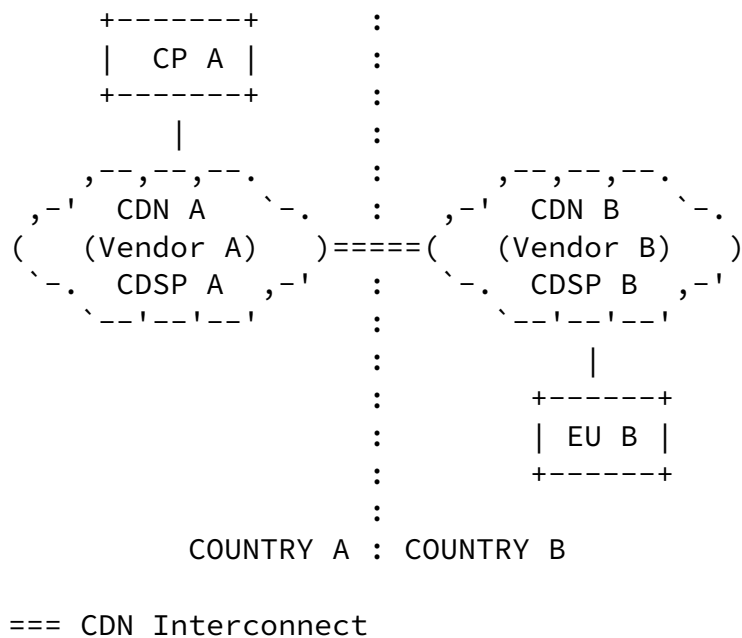 +-------+       :
|  CP A |       :
+-------+       :
    |           :
,--,--,--.      :      ,--,--,--.
,-'  CDN A   `-.   :  ,-'  CDN B   `-.
(   (Vendor A)   )=====(   (Vendor B)   )
`-.  CDSP A  ,-'   :   `-.  CDSP B  ,-'
`--'--'--'      :      `--'--'--'
:           |
:        +------+
:        | EU B |
:        +------+
:
COUNTRY A : COUNTRY B
=== CDN Interconnect